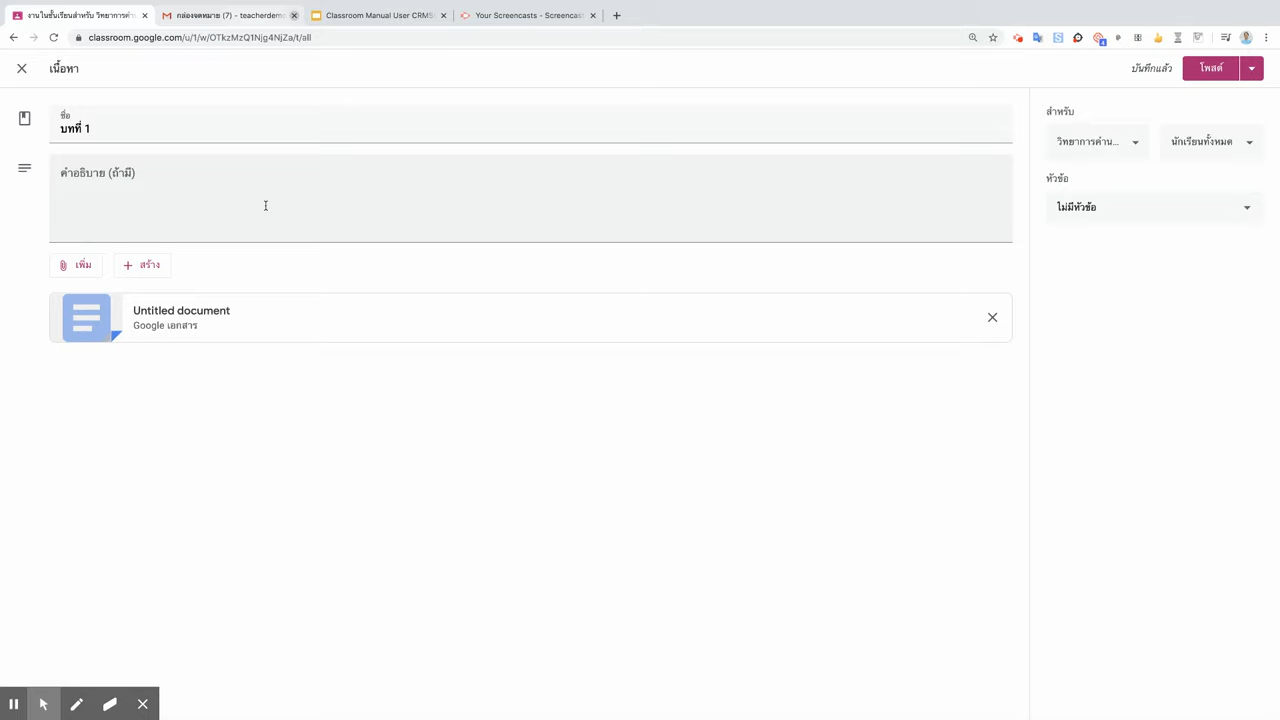 งานในชั้นเรียนสำหรับ วิทยาการคำน
กล่องจดหมาย (7) - teacherdem
Classroom Manual User CRMS
Your Screencasts - Screencast
classroom.google.com/u/1/w/OTkzMzQ1Njg4NjZa/t/all
เนื้อหา
บันทึกแล้ว
โพสต์
ชื่อ
บทที่ 1
คำอธิบาย (ถ้ามี)
เพิ่ม
สร้าง
Untitled document
Google เอกสาร
สำหรับ
วิทยาการคำน...
นักเรียนทั้งหมด
หัวข้อ
ไม่มีหัวข้อ